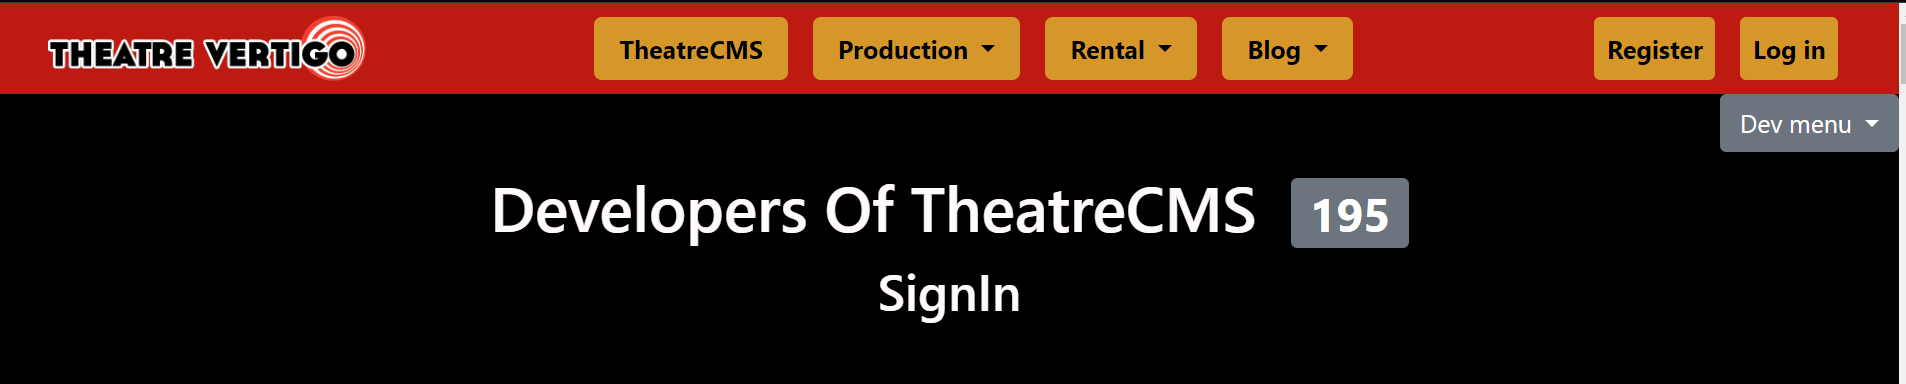 THEATRE VERTIGO TheatreCMS Production Rental Blog Register Log in
Dev menu
Developers Of TheatreCMS 195
SignIn